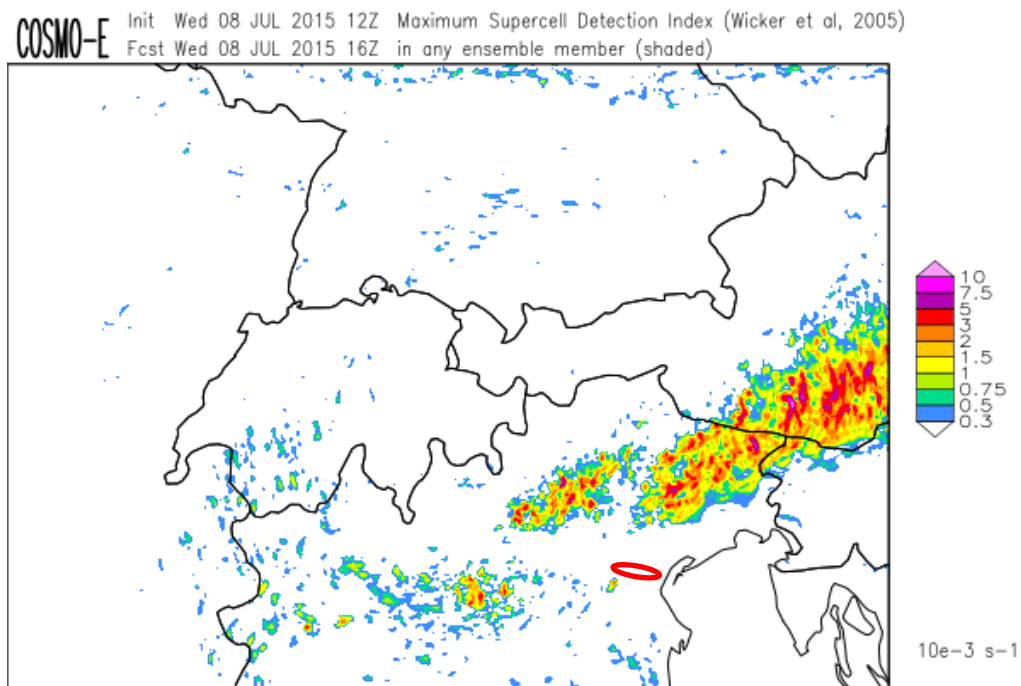 COSMO-E
Init Wed 08 JUL 2015 12Z Maximum Supercell Detection Index (Wicker et al, 2005)
Fcst Wed 08 JUL 2015 16Z in any ensemble member (shaded)
10
7.5
5
3
2
1.5
1
0.75
0.5
0.3
10e-3 s-1